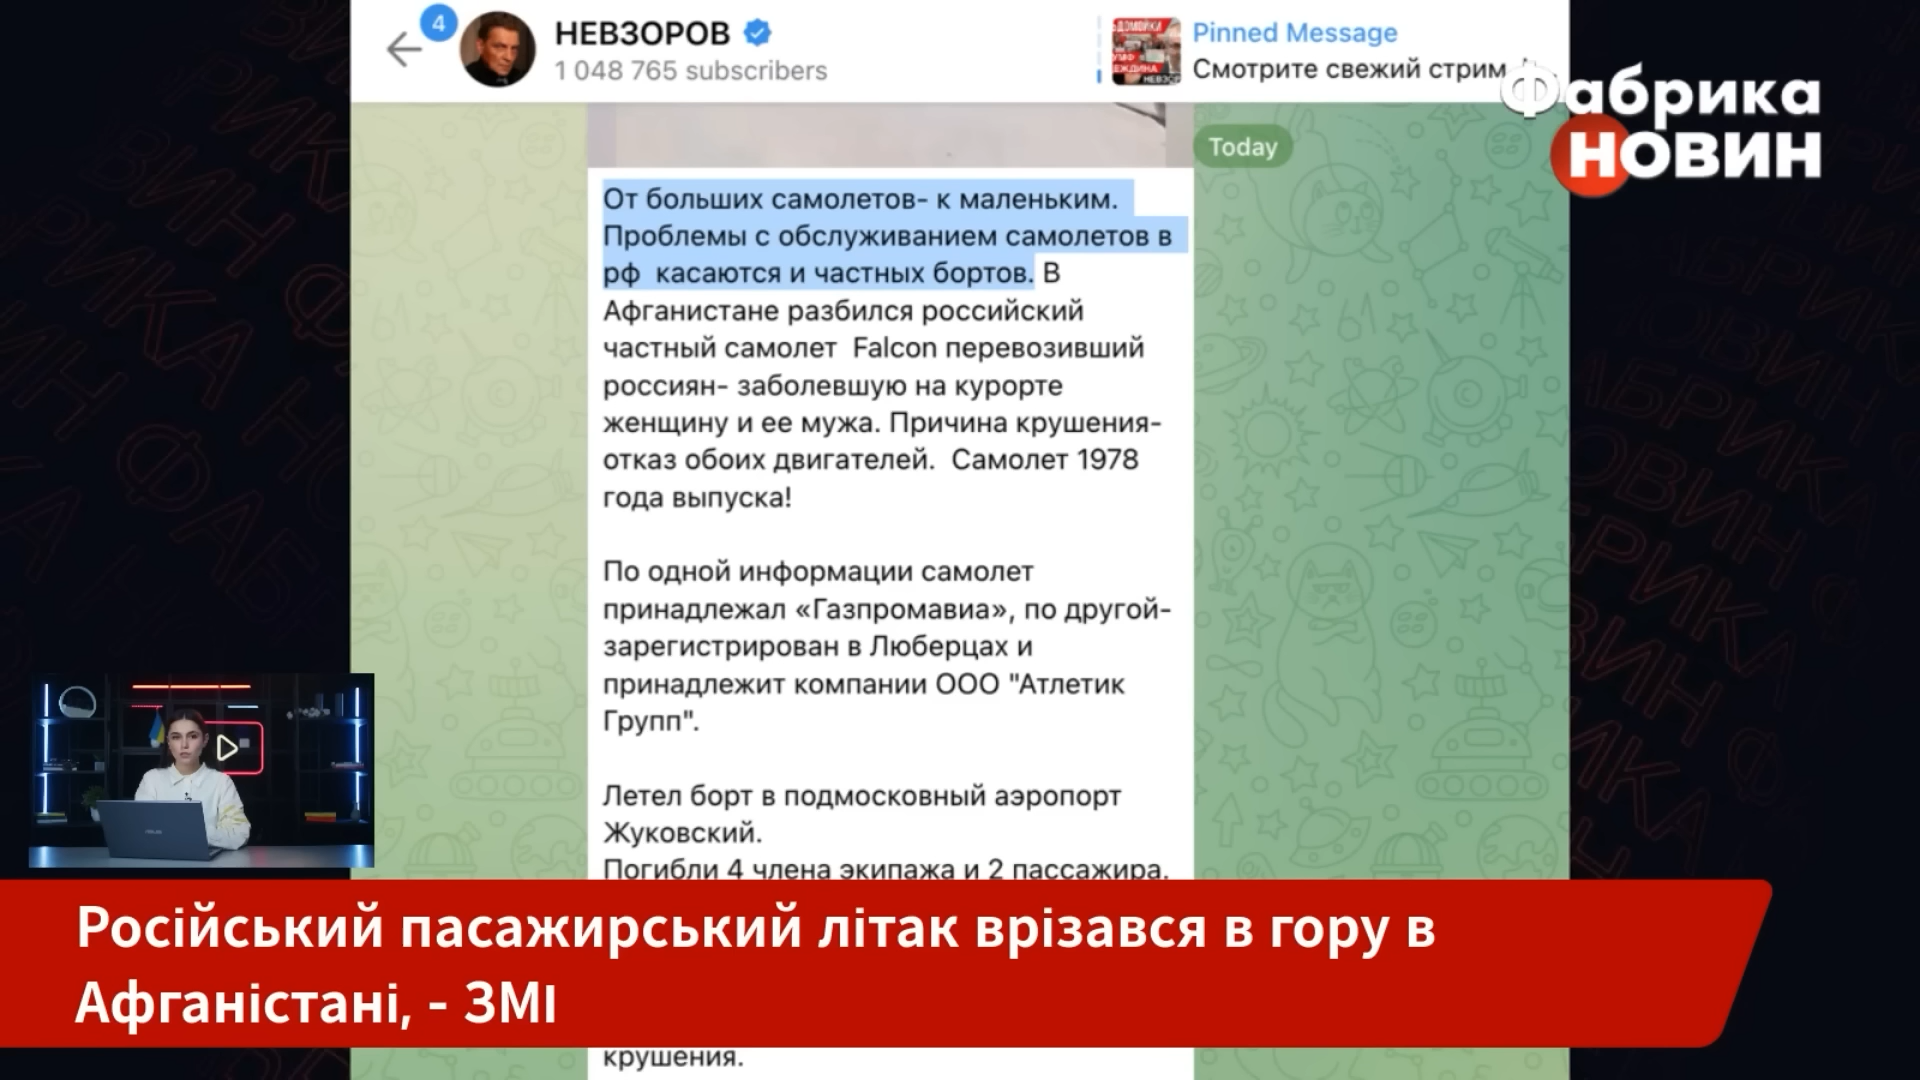 4
НЕВЗОРОВ
1 048 765 subscribers
Pinned Message
Смотрите свежий стрим
Фабрика
НОВИН
Today
От больших самолетов- к маленьким.
Проблемы с обслуживанием самолетов в
рф  касаются и частных бортов. В
Афганистане разбился российский
частный самолет  Falcon перевозивший
россиян- заболевшую на курорте
женщину и ее мужа. Причина крушения-
отказ обоих двигателей.  Самолет 1978
года выпуска!
По одной информации самолет
принадлежал «Газпромавиа», по другой-
зарегистрирован в Люберцах и
принадлежит компании ООО "Атлетик
Групп".
Летел борт в подмосковный аэропорт
Жуковский.
Погибли 4 члена экипажа и 2 пассажира.
Російський пасажирський літак врізався в гору в
Афганістані, - ЗМІ
крушения.